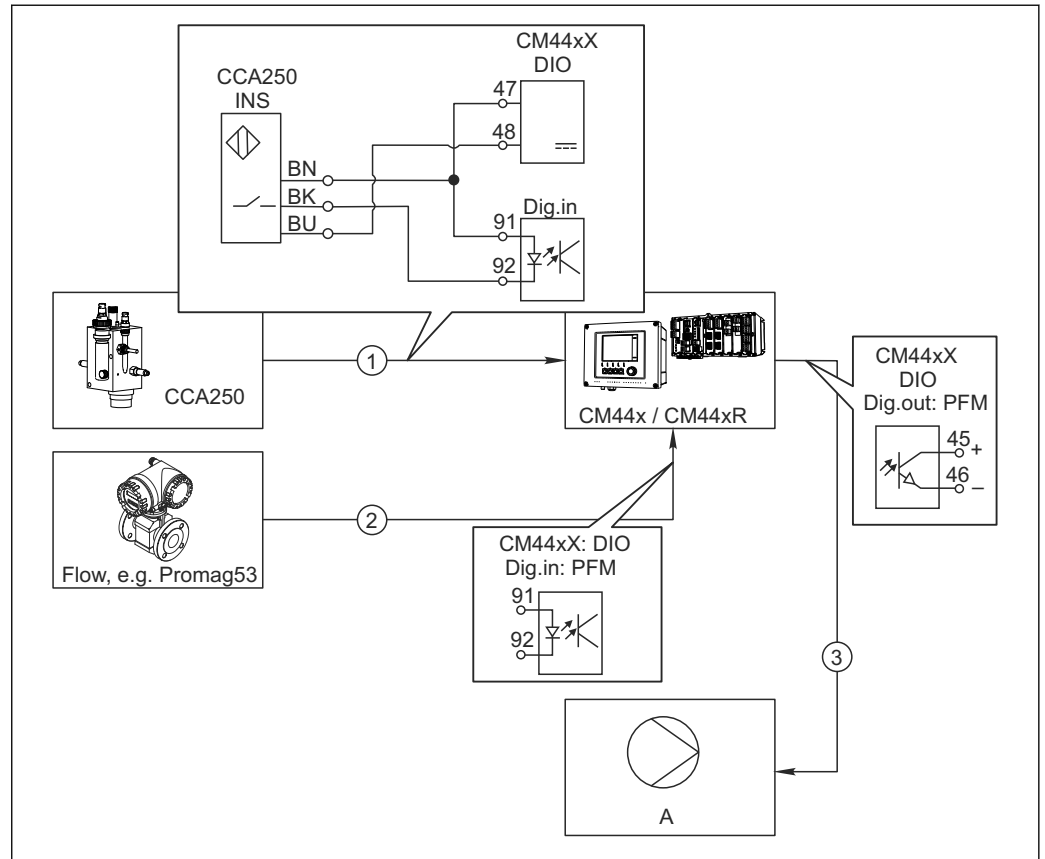 CM44xX
DIO
CCA250
INS
47
48
BN
BK
BU
Dig.in
91
92
CCA250
1
CM44x / CM44xR
CM44xX
DIO
Dig.out: PFM
45
+
46
–
Flow, e.g. Promag53
2
CM44xX: DIO
Dig.in: PFM
91
92
3
A